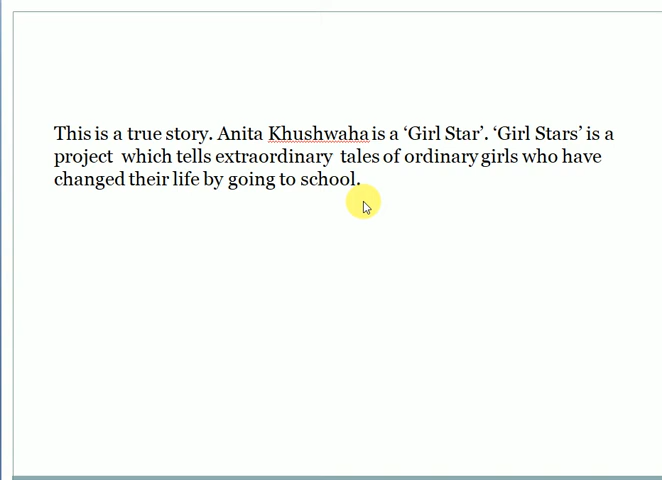 This is a true story. Anita Khushwaha is a ‘Girl Star’. ‘Girl Stars’ is a
project which tells extraordinary tales of ordinary girls who have
changed their life by going to school.